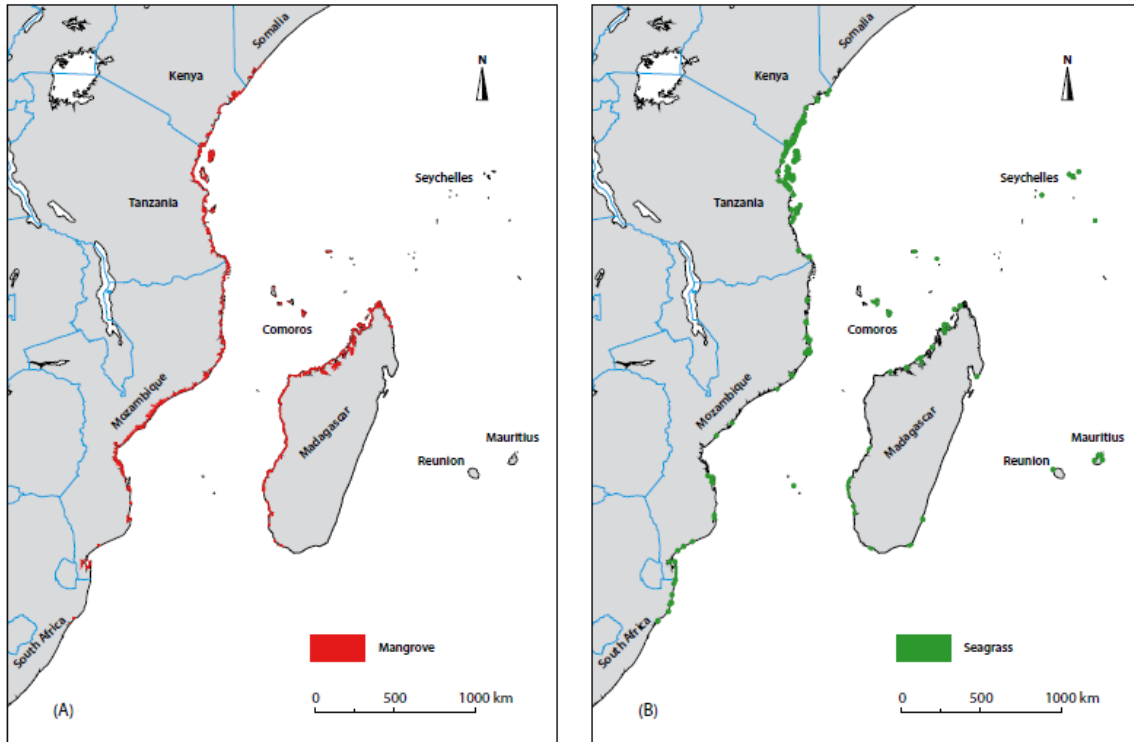 Somalia
N
Kenya
Seychelles
Tanzania
Comoros
Mozambique
Madagascar
Mauritius
Reunion
South Africa
Mangrove
0 500 1000 km
(A)
Somalia
N
Kenya
Seychelles
Tanzania
Comoros
Mozambique
Madagascar
Mauritius
Reunion
South Africa
Seagrass
0 500 1000 km
(B)